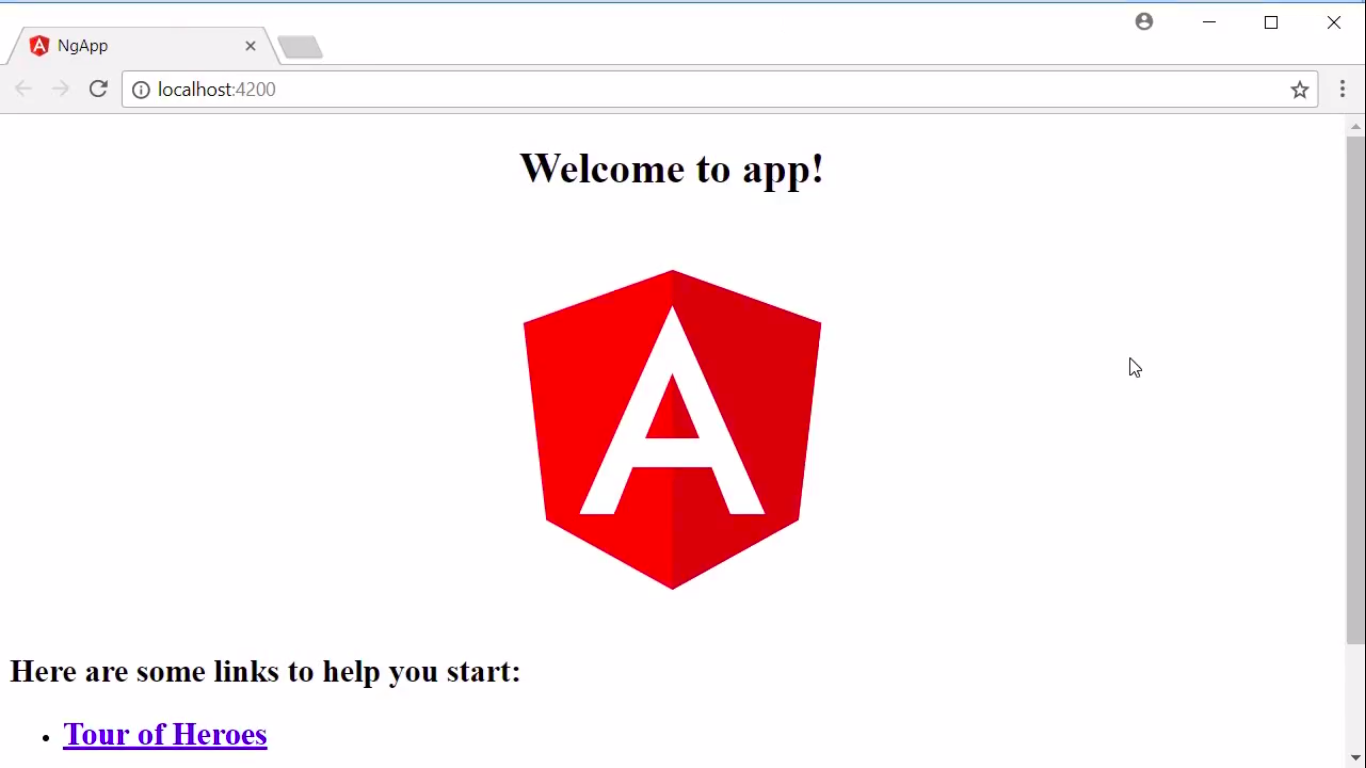 NgApp
localhost:4200
Welcome to app!
A
Here are some links to help you start:
Tour of Heroes